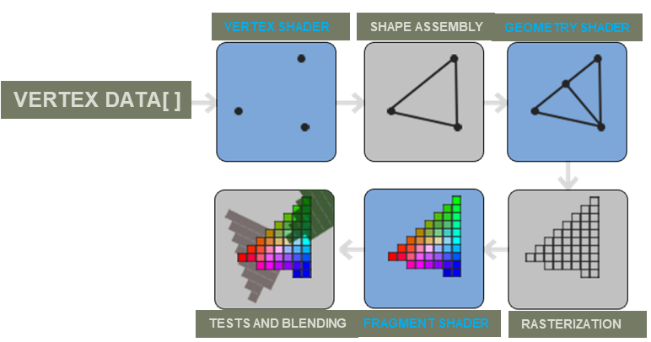 VERTEX SHADER
SHAPE ASSEMBLY
GEOMETRY SHADER
VERTEX DATA[ ]
TESTS AND BLENDING
FRAGMENT SHADER
RASTERIZATION